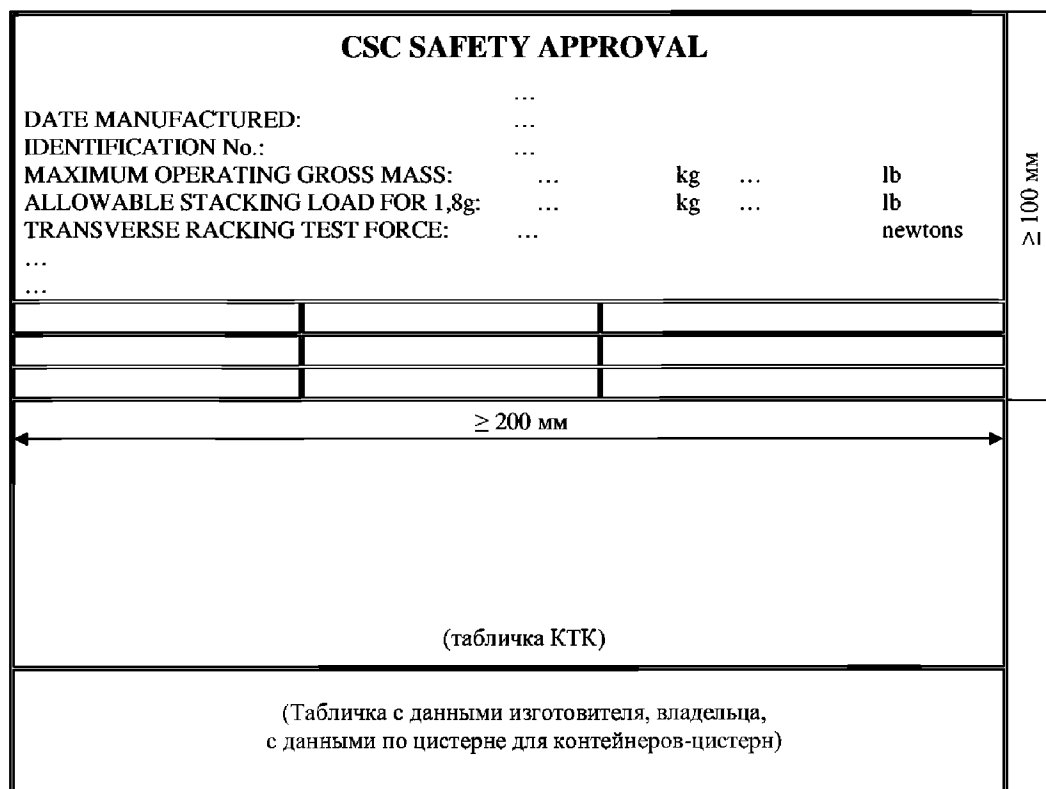 CSC SAFETY APPROVAL
...
DATE MANUFACTURED: ...
IDENTIFICATION No.: ...
MAXIMUM OPERATING GROSS MASS: ... kg ... lb
ALLOWABLE STACKING LOAD FOR 1,8g: ... kg ... lb
TRANSVERSE RACKING TEST FORCE: ... newtons
...
...
≥ 100 мм
≥ 200 мм
(табличка КТК)
(Табличка с данными изготовителя, владельца,
с данными по цистерне для контейнеров-цистерн)